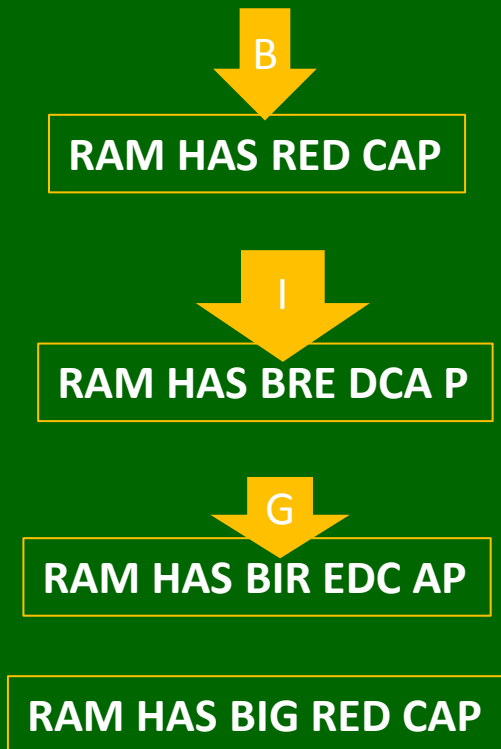 B
RAM HAS RED CAP
I
RAM HAS BRE DCA P
G
RAM HAS BIR EDC AP
RAM HAS BIG RED CAP